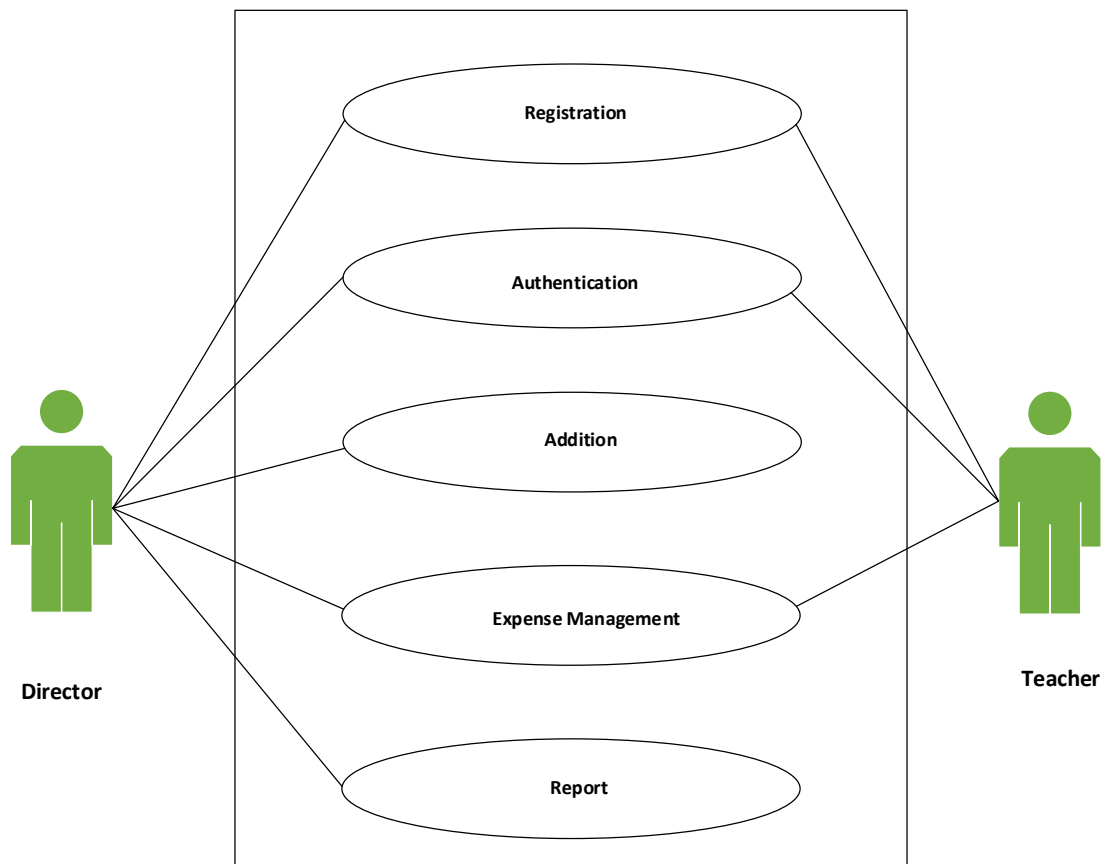 Registration
Authentication
Addition
Expense Management
Director
Teacher
Report